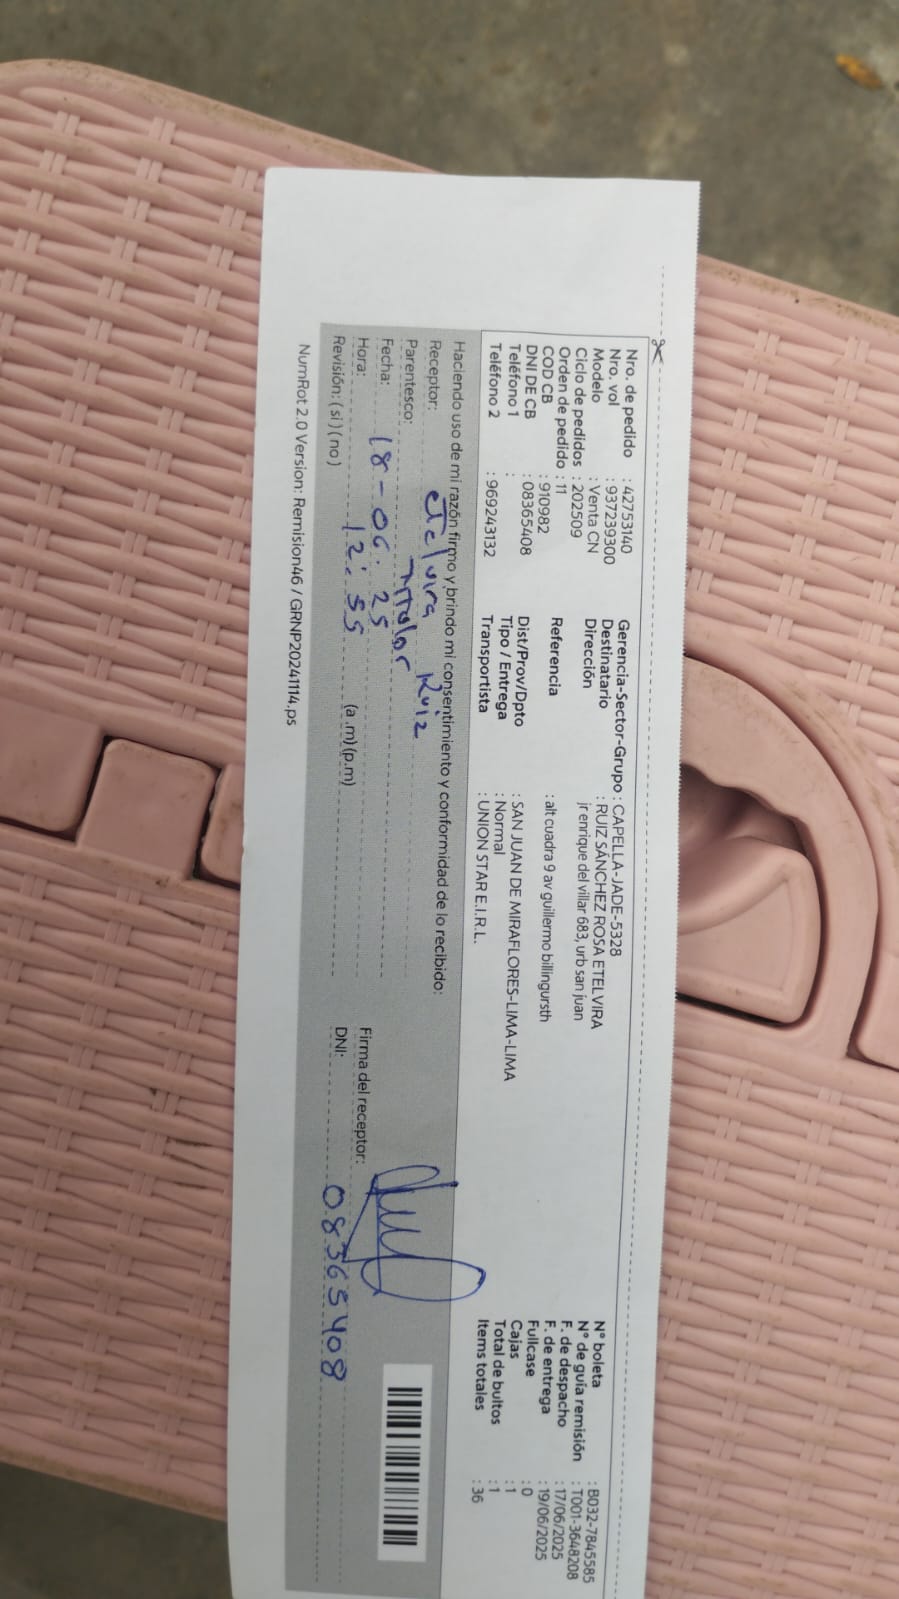 Nro. de pedido : 42753140
Nro. vol : 937239300
Modelo : Venta CN
Ciclo de pedidos : 202509
Orden de pedido : 11
COD CB : 910982
DNI DE CB : 08365408
Teléfono 1 :
Teléfono 2 : 969243132
Gerencia-Sector-Grupo : CAPELLA-JADE-5328
Destinatario : RUIZ SÁNCHEZ ROSA ETELVIRA
Dirección jr enrique del villar 683, urb san juan
Referencia : alt cuadra 9 av guillermo billingursth
Dist/Prov/Dpto : SAN JUAN DE MIRAFLORES-LIMA-LIMA
Tipo / Entrega : Normal
Transportista : UNION STAR E.I.R.L.
N° boleta : B032-7845585
N° de guía remisión : T001-3648208
F. de despacho : 17/06/2025
F. de entrega : 19/06/2025
Fullcase : 0
Cajas : 1
Total de bultos : 1
Items totales : 36
Haciendo uso de mi razón firmo y brindo mi consentimiento y conformidad de lo recibido:
Receptor: etelvira Ruiz
Parentesco:
Fecha: 18-06.25
Hora: 12:55 (a.m)(p.m)
Revisión: (si) (no)
Firma del receptor:
DNI: 08365408
NumRot 2.0 Version: Remision46 / GRNP20241114.ps